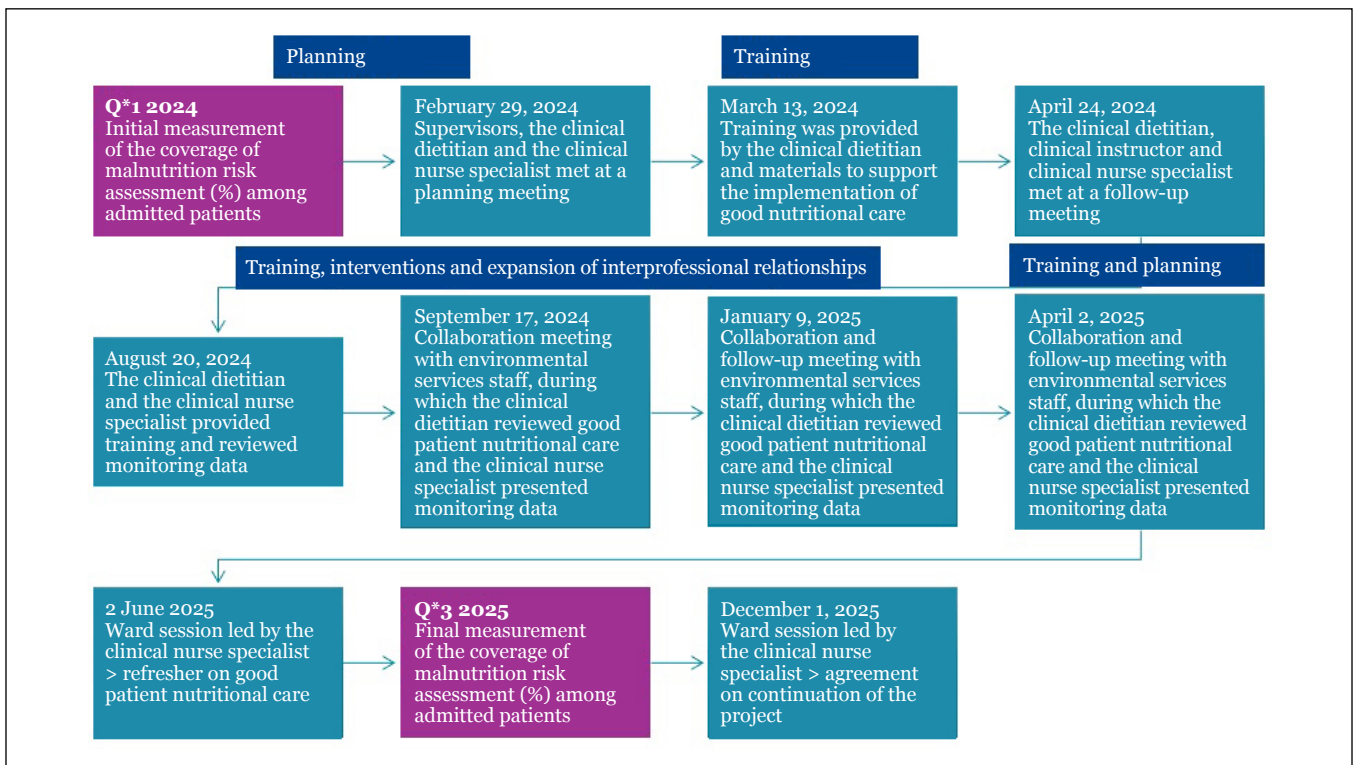 Planning
Training
Q*1 2024
Initial measurement
of the coverage of
malnutrition risk
assessment (%) among
admitted patients
February 29, 2024
Supervisors, the clinical
dietitian and the clinical
nurse specialist met at a
planning meeting
March 13, 2024
Training was provided
by the clinical dietitian
and materials to support
the implementation of
good nutritional care
April 24, 2024
The clinical dietitian,
clinical instructor and
clinical nurse specialist
met at a follow-up
meeting
Training, interventions and expansion of interprofessional relationships
Training and planning
August 20, 2024
The clinical dietitian
and the clinical nurse
specialist provided
training and reviewed
monitoring data
September 17, 2024
Collaboration meeting
with environmental
services staff, during
which the clinical
dietitian reviewed good
patient nutritional care
and the clinical nurse
specialist presented
monitoring data
January 9, 2025
Collaboration and
follow-up meeting with
environmental services
staff, during which the
clinical dietitian reviewed
good patient nutritional
care and the clinical
nurse specialist presented
monitoring data
April 2, 2025
Collaboration and
follow-up meeting with
environmental services
staff, during which the
clinical dietitian reviewed
good patient nutritional
care and the clinical
nurse specialist presented
monitoring data
2 June 2025
Ward session led by the
clinical nurse specialist
> refresher on good
patient nutritional care
Q*3 2025
Final measurement
of the coverage of
malnutrition risk
assessment (%) among
admitted patients
December 1, 2025
Ward session led by
the clinical nurse
specialist > agreement
on continuation of the
project